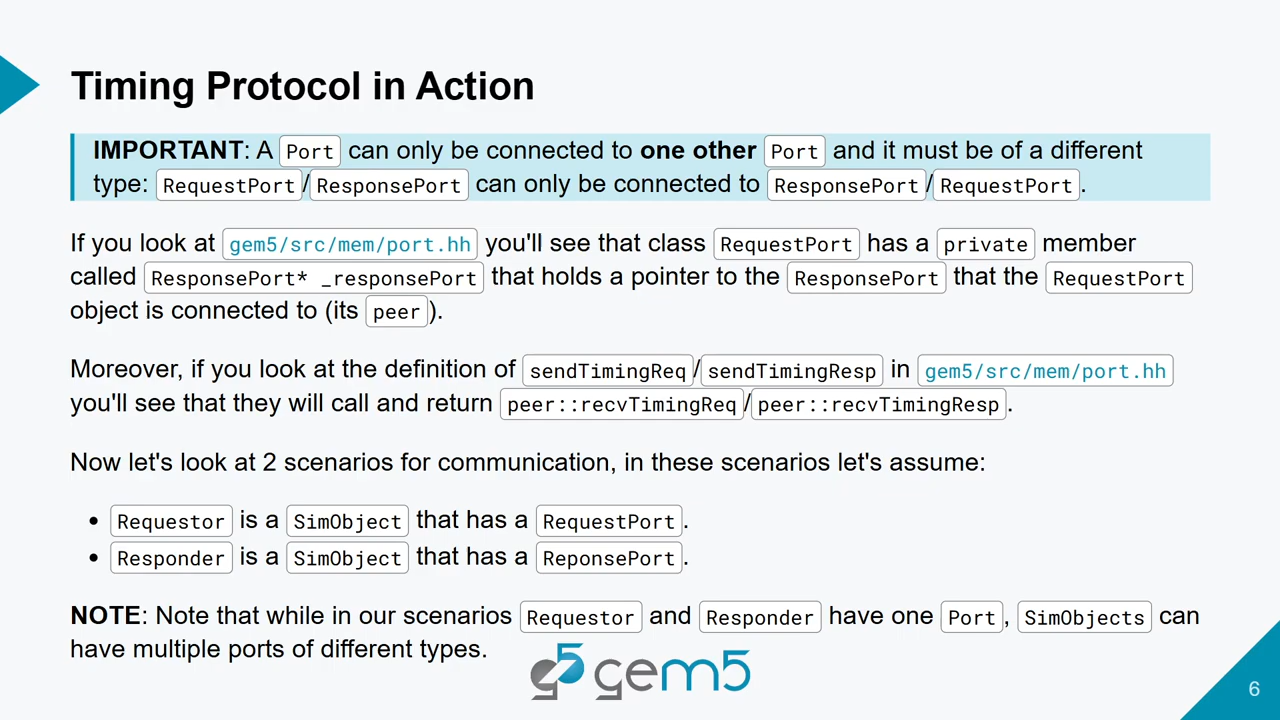 Timing Protocol in Action
IMPORTANT: A Port can only be connected to one other Port and it must be of a different
type: RequestPort/ResponsePort can only be connected to ResponsePort/RequestPort.
If you look at gem5/src/mem/port.hh you'll see that class RequestPort has a private member
called ResponsePort* _responsePort that holds a pointer to the ResponsePort that the RequestPort
object is connected to (its peer).
Moreover, if you look at the definition of sendTimingReq/sendTimingResp in gem5/src/mem/port.hh
you'll see that they will call and return peer::recvTimingReq/peer::recvTimingResp.
Now let's look at 2 scenarios for communication, in these scenarios let's assume:
• Requestor is a SimObject that has a RequestPort.
• Responder is a SimObject that has a ReponsePort.
NOTE: Note that while in our scenarios Requestor and Responder have one Port, SimObjects can
have multiple ports of different types.
g5 gem5
6